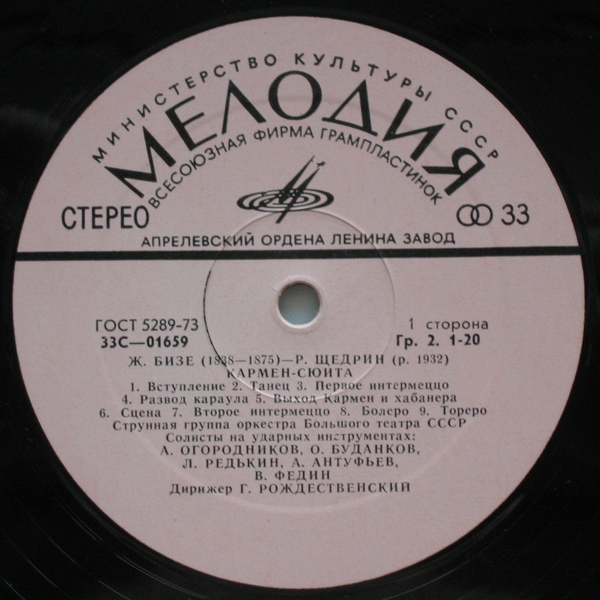 МИНИСТЕРСТВО КУЛЬТУРЫ СССР
МЕЛОДИЯ
ВСЕСОЮЗНАЯ ФИРМА ГРАМПЛАСТИНОК
СТЕРЕО
33
АПРЕЛЕВСКИЙ ОРДЕНА ЛЕНИНА ЗАВОД
ГОСТ 5289-73 1 сторона
33С—01659 Гр. 2. 1-20
Ж. БИЗЕ (1838—1875)—Р. ЩЕДРИН (р. 1932)
КАРМЕН-СЮИТА
1. Вступление 2. Танец 3. Первое интермеццо
4. Развод караула 5. Выход Кармен и хабанера
6. Сцена 7. Второе интермеццо 8. Болеро 9. Тореро
Струнная группа оркестра Большого театра СССР
Солисты на ударных инструментах:
А. ОГОРОДНИКОВ, О. БУДАНКОВ,
Л. РЕДЬКИН, А. АНТУФЬЕВ,
В. ФЕДИН
Дирижер Г. РОЖДЕСТВЕНСКИЙ